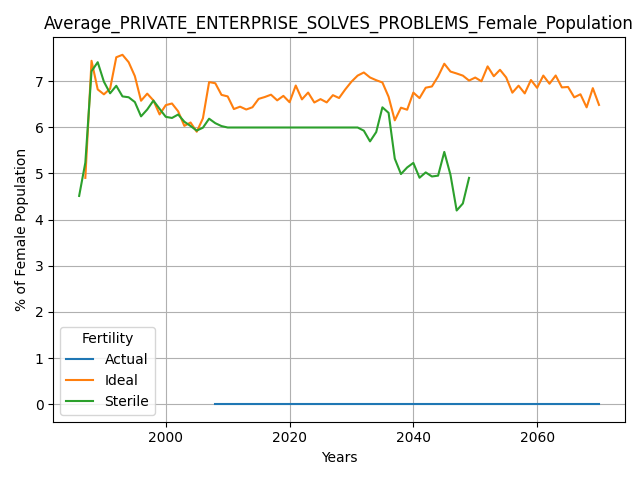 Average_PRIVATE_ENTERPRISE_SOLVES_PROBLEMS_Female_Population
% of Female Population
7
6
5
4
3
2
1
0
Fertility
Actual
Ideal
Sterile
2000
2020
2040
2060
Years